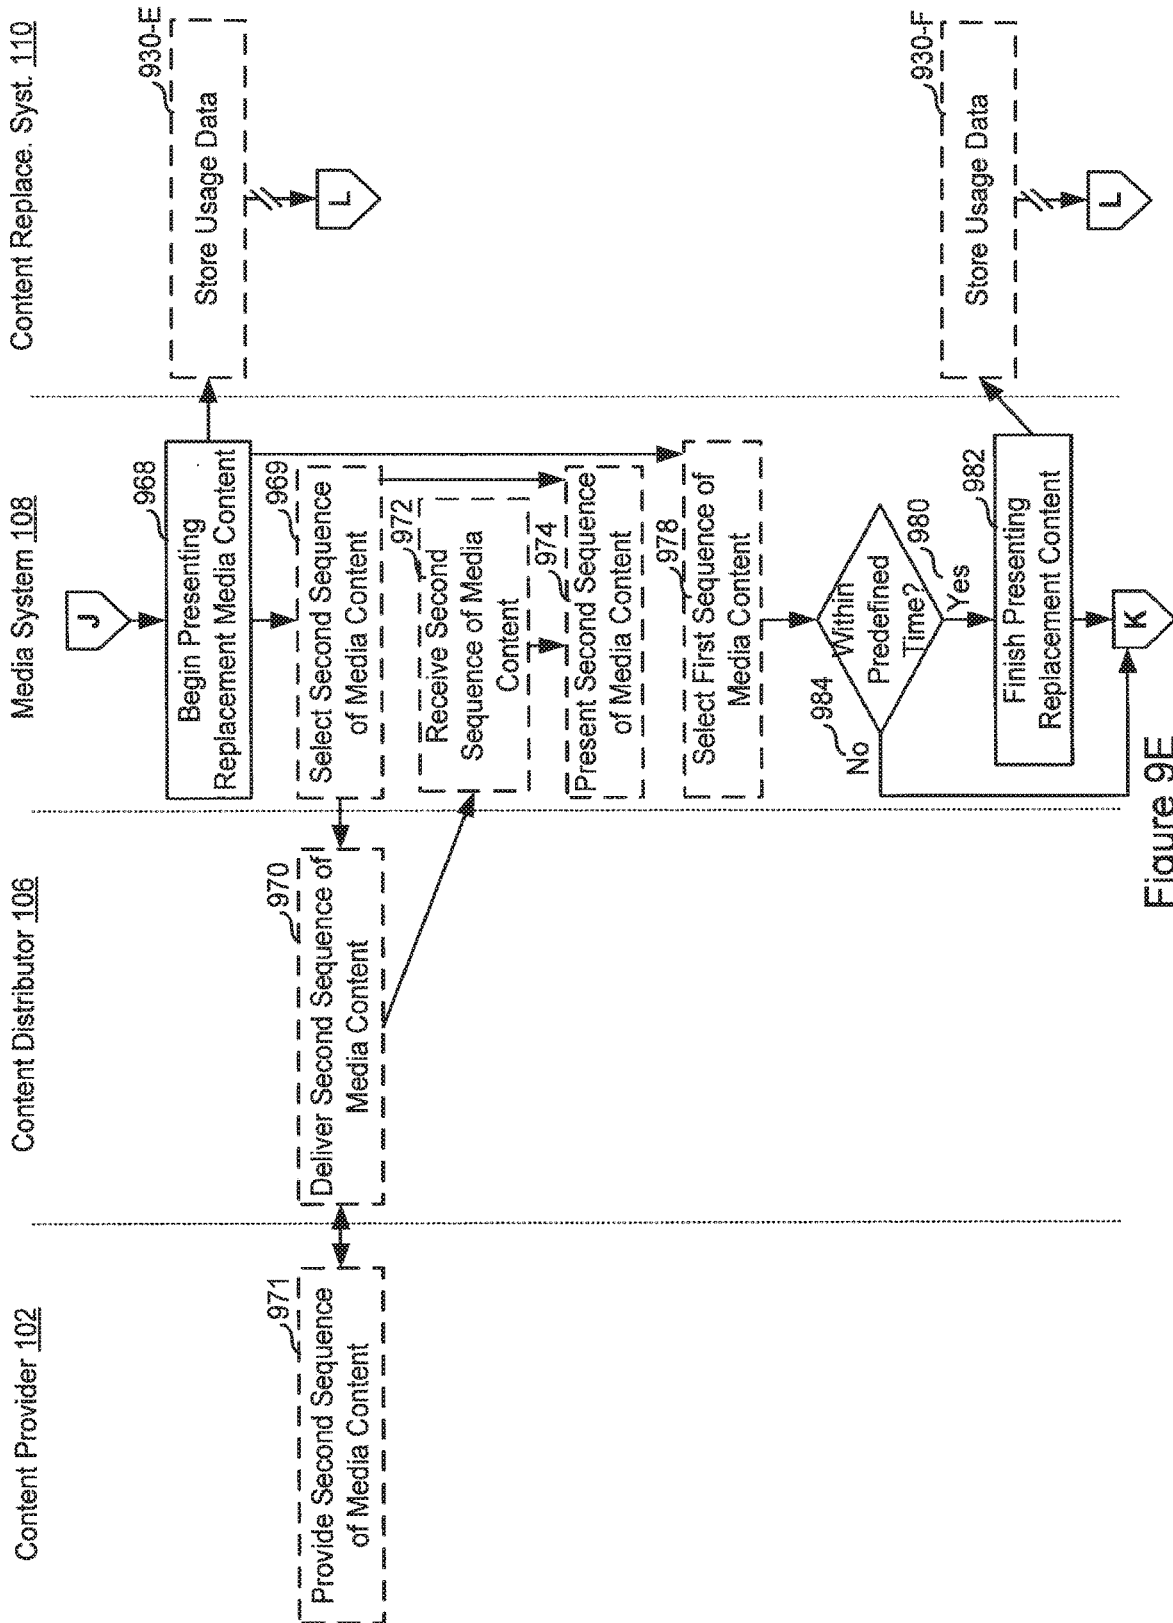 Content Provider 102
Content Distributor 106
Media System 108
Content Replace. Syst. 110
J
968
Begin Presenting
Replacement Media Content
930-E
Store Usage Data
L
971
Provide Second Sequence
of Media Content
970
Deliver Second Sequence of
Media Content
969
Select Second Sequence
of Media Content
972
Receive Second
Sequence of Media
Content
974
Present Second Sequence
of Media Content
978
Select First Sequence of
Media Content
984
No
Within
Predefined
Time?
980
Yes
982
Finish Presenting
Replacement Content
930-F
Store Usage Data
L
K
Figure 9E